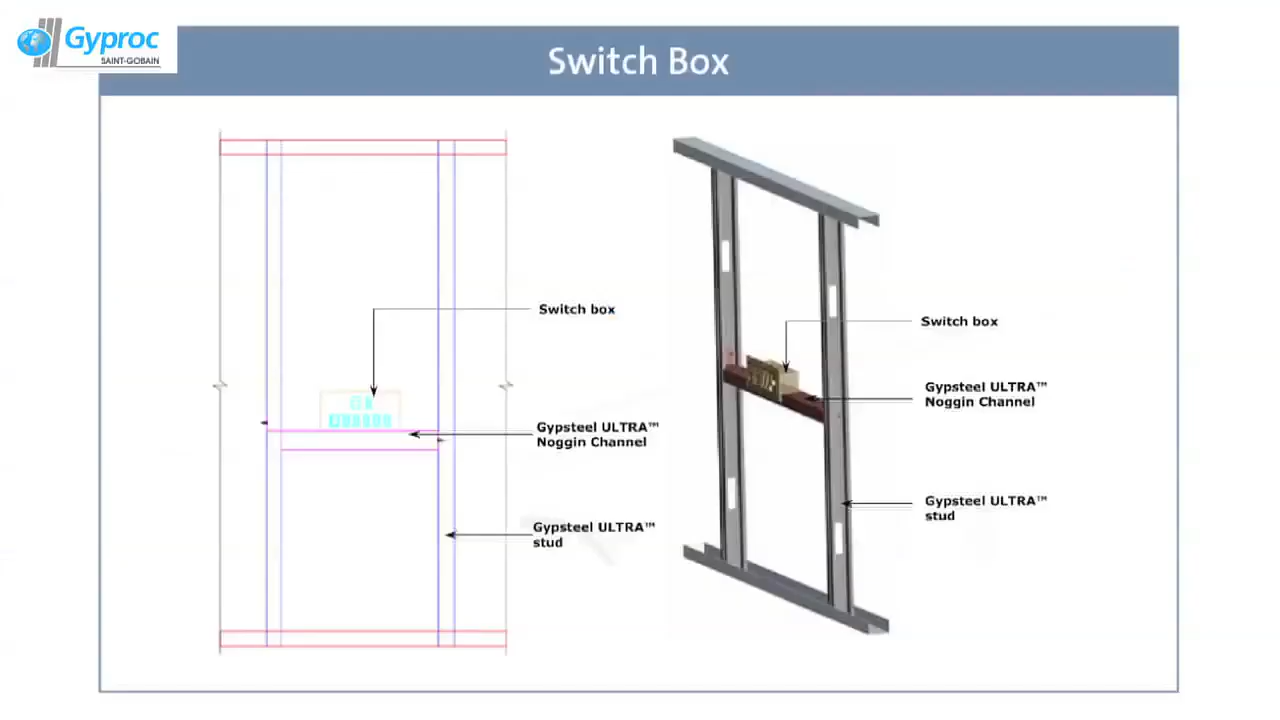 Gyproc
SAINT-GOBAIN
Switch Box
Switch box
Gypsteel ULTRA™
Noggin Channel
Gypsteel ULTRA™
stud
Switch box
Gypsteel ULTRA™
Noggin Channel
Gypsteel ULTRA™
stud